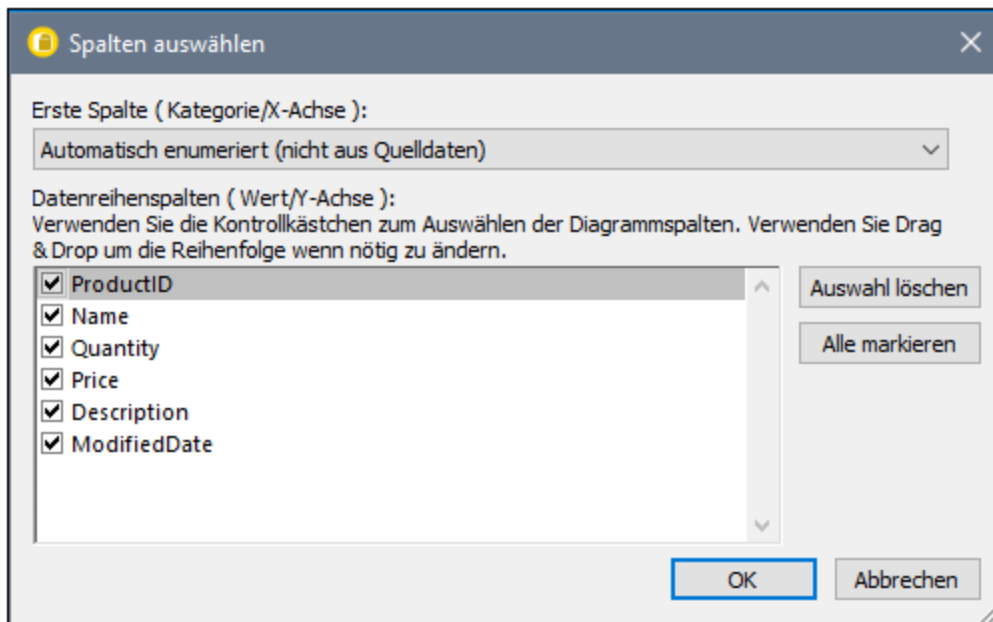 Spalten auswählen
Erste Spalte ( Kategorie/X-Achse ):
Automatisch enumeriert (nicht aus Quelldaten)
Datenreihenspalten ( Wert/Y-Achse ):
Verwenden Sie die Kontrollkästchen zum Auswählen der Diagrammspalten. Verwenden Sie Drag
& Drop um die Reihenfolge wenn nötig zu ändern.
ProductID
Name
Quantity
Price
Description
ModifiedDate
Auswahl löschen
Alle markieren
OK
Abbrechen